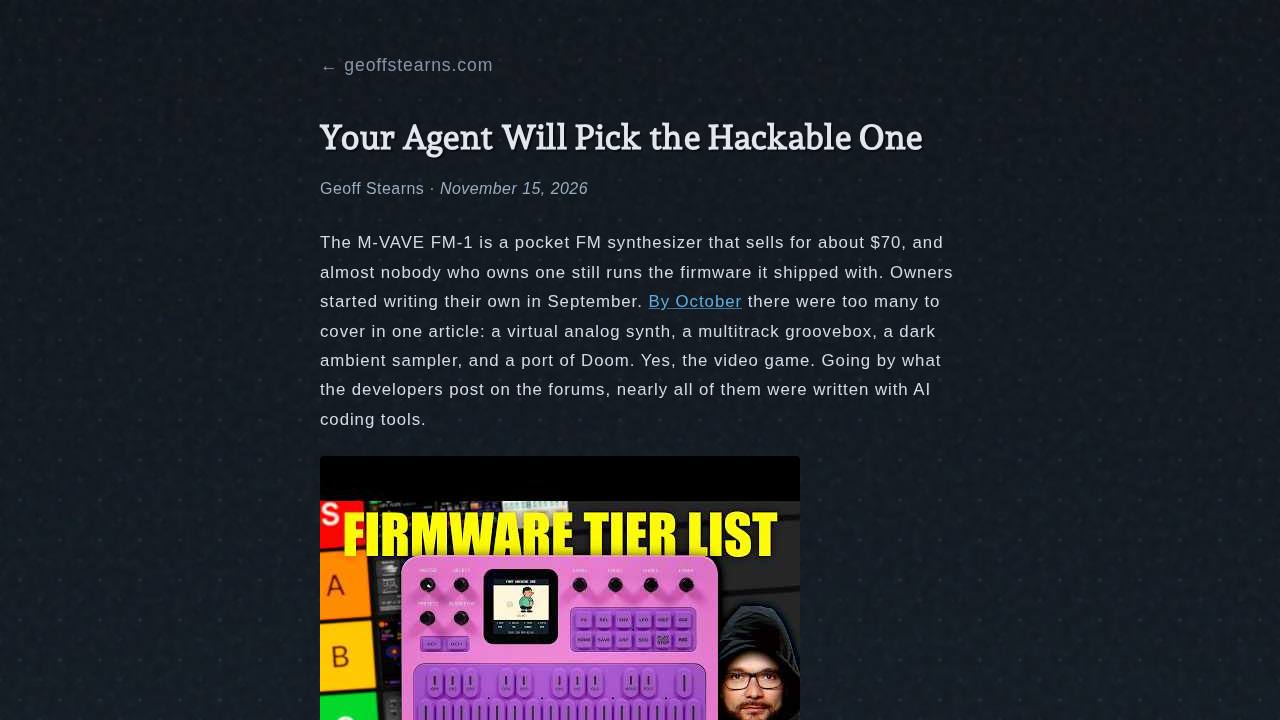 ← geoffstearns.com
Your Agent Will Pick the Hackable One
Geoff Stearns · November 15, 2026
The M-VAVE FM-1 is a pocket FM synthesizer that sells for about $70, and
almost nobody who owns one still runs the firmware it shipped with. Owners
started writing their own in September. By October there were too many to
cover in one article: a virtual analog synth, a multitrack groovebox, a dark
ambient sampler, and a port of Doom. Yes, the video game. Going by what
the developers post on the forums, nearly all of them were written with AI
coding tools.
S
FIRMWARE TIER LIST
A
B